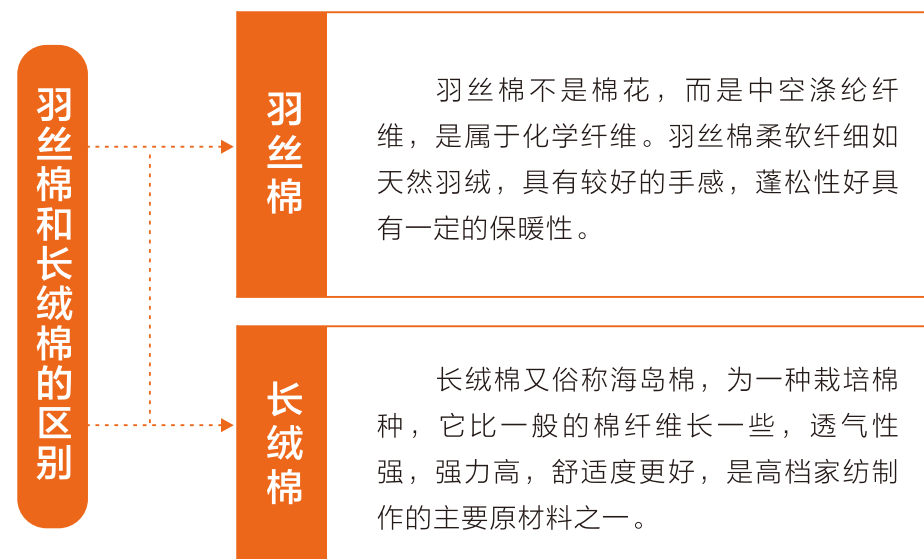 羽丝棉和长绒棉的区别
羽丝棉
羽丝棉不是棉花，而是中空涤纶纤
维，是属于化学纤维。羽丝棉柔软纤细如
天然羽绒，具有较好的手感，蓬松性好具
有一定的保暖性。
长绒棉
长绒棉又俗称海岛棉，为一种栽培棉
种，它比一般的棉纤维长一些，透气性
强，强力高，舒适度更好，是高档家纺制
作的主要原材料之一。